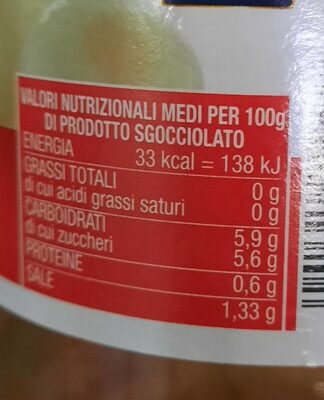 VALORI NUTRIZIONALI MEDI PER 100g
DI PRODOTTO SGOCCIOLATO
ENERGIA 33 kcal = 138 kJ
GRASSI TOTALI 0 g
di cui acidi grassi saturi 0 g
CARBOIDRATI 5,9 g
di cui zuccheri 5,6 g
PROTEINE 0,6 g
SALE 1,33 g